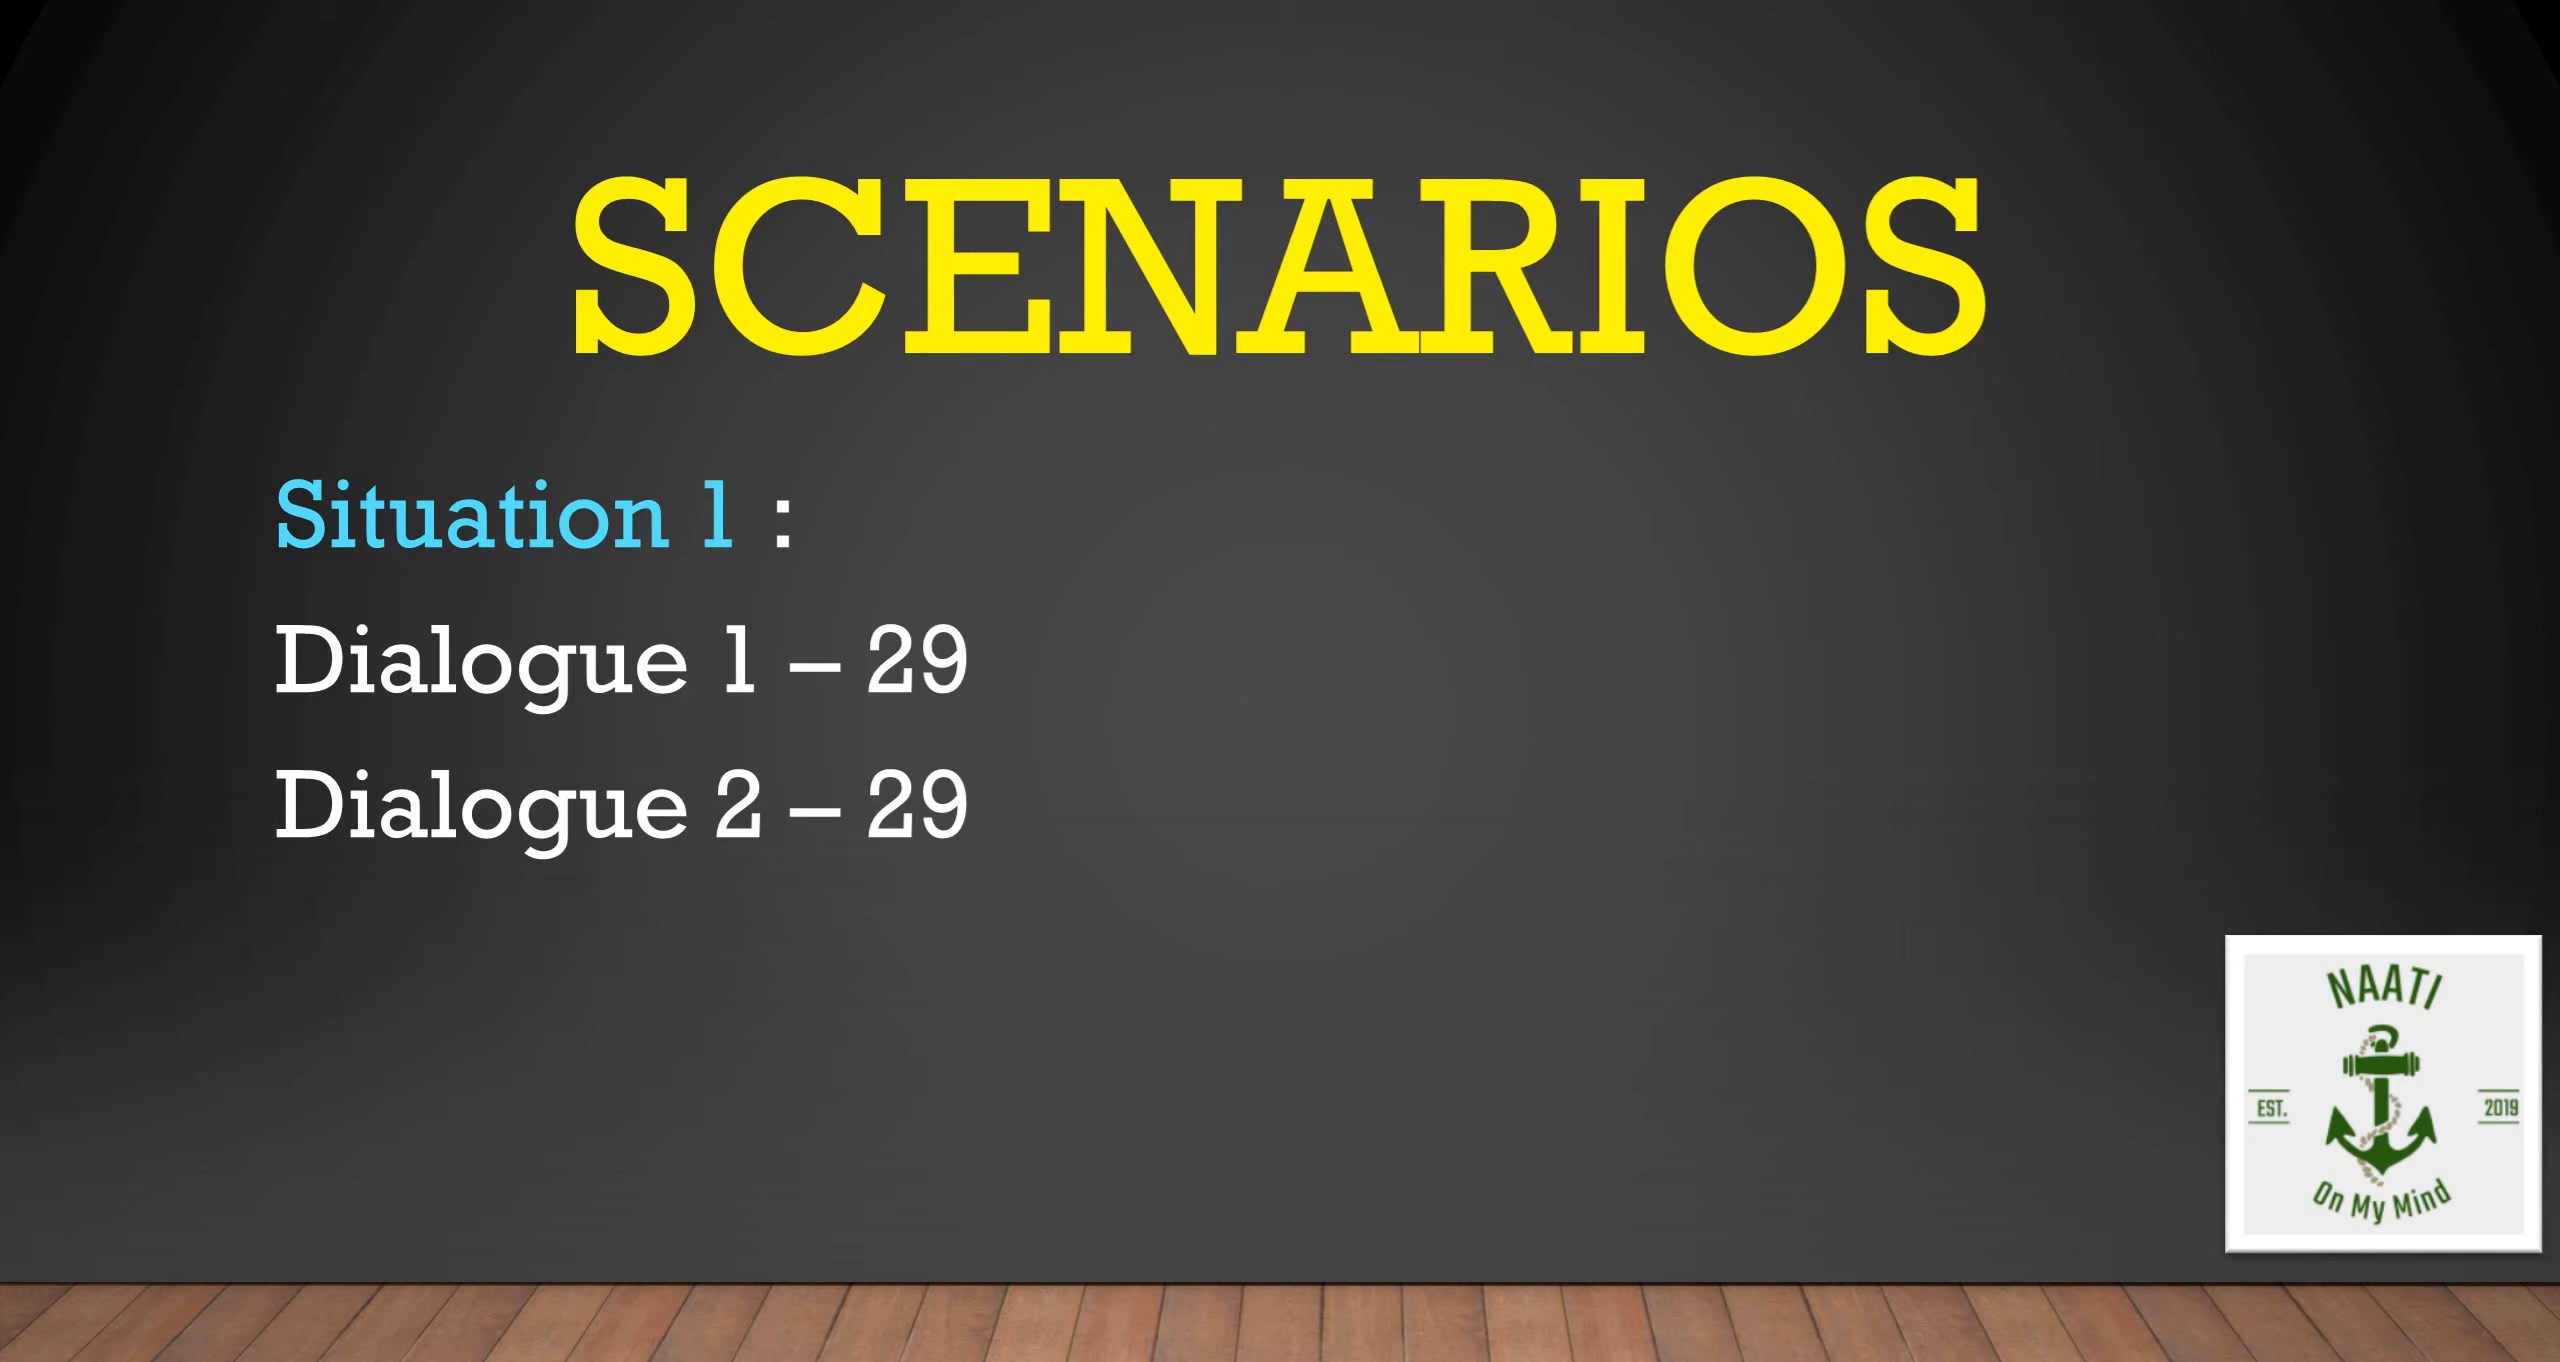 SCENARIOS
Situation 1 :
Dialogue 1 – 29
Dialogue 2 – 29
NAATI
EST. 2019
On My Mind